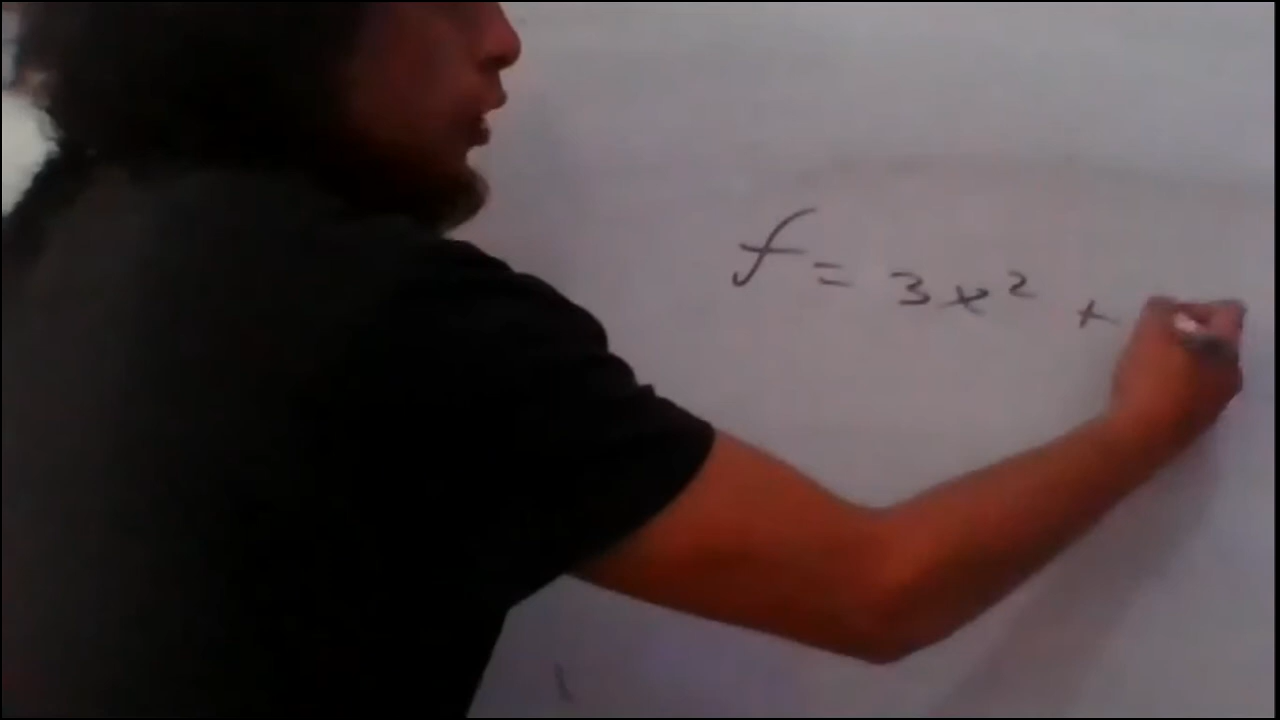 f = 3x² +